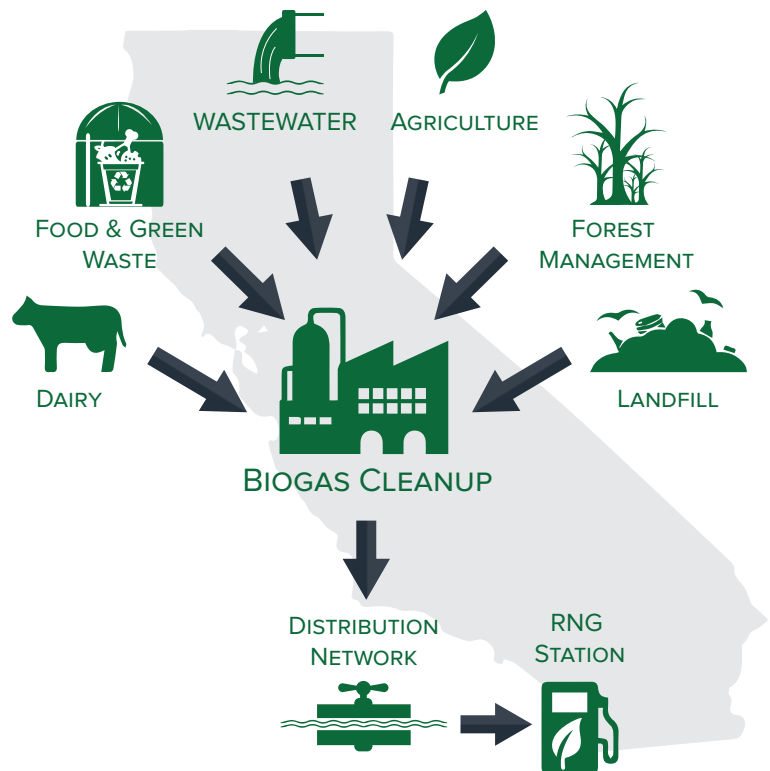 WASTEWATER
AGRICULTURE
FOOD & GREEN
WASTE
FOREST
MANAGEMENT
DAIRY
LANDFILL
BIOGAS CLEANUP
DISTRIBUTION
NETWORK
RNG
STATION